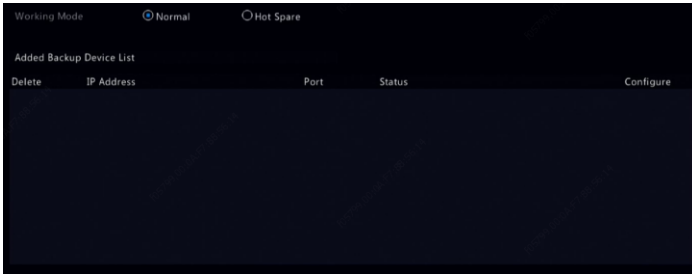 Working Mode Normal Hot Spare
Added Backup Device List
Delete IP Address Port Status Configure